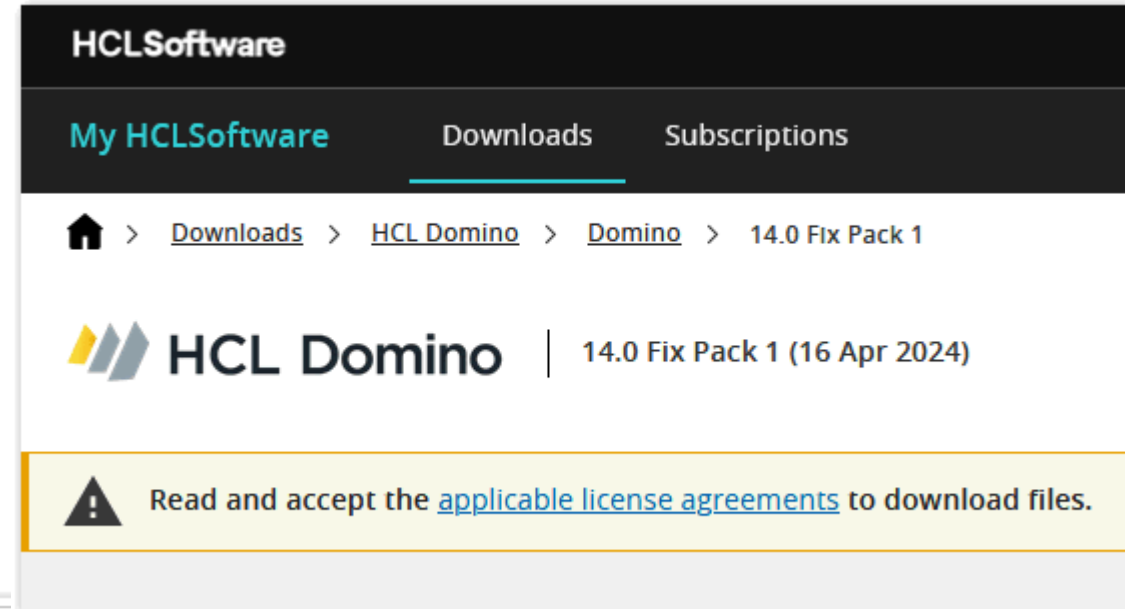 HCLSoftware
My HCLSoftware Downloads Subscriptions
> Downloads > HCL Domino > Domino > 14.0 Fix Pack 1
HCL Domino | 14.0 Fix Pack 1 (16 Apr 2024)
Read and accept the applicable license agreements to download files.